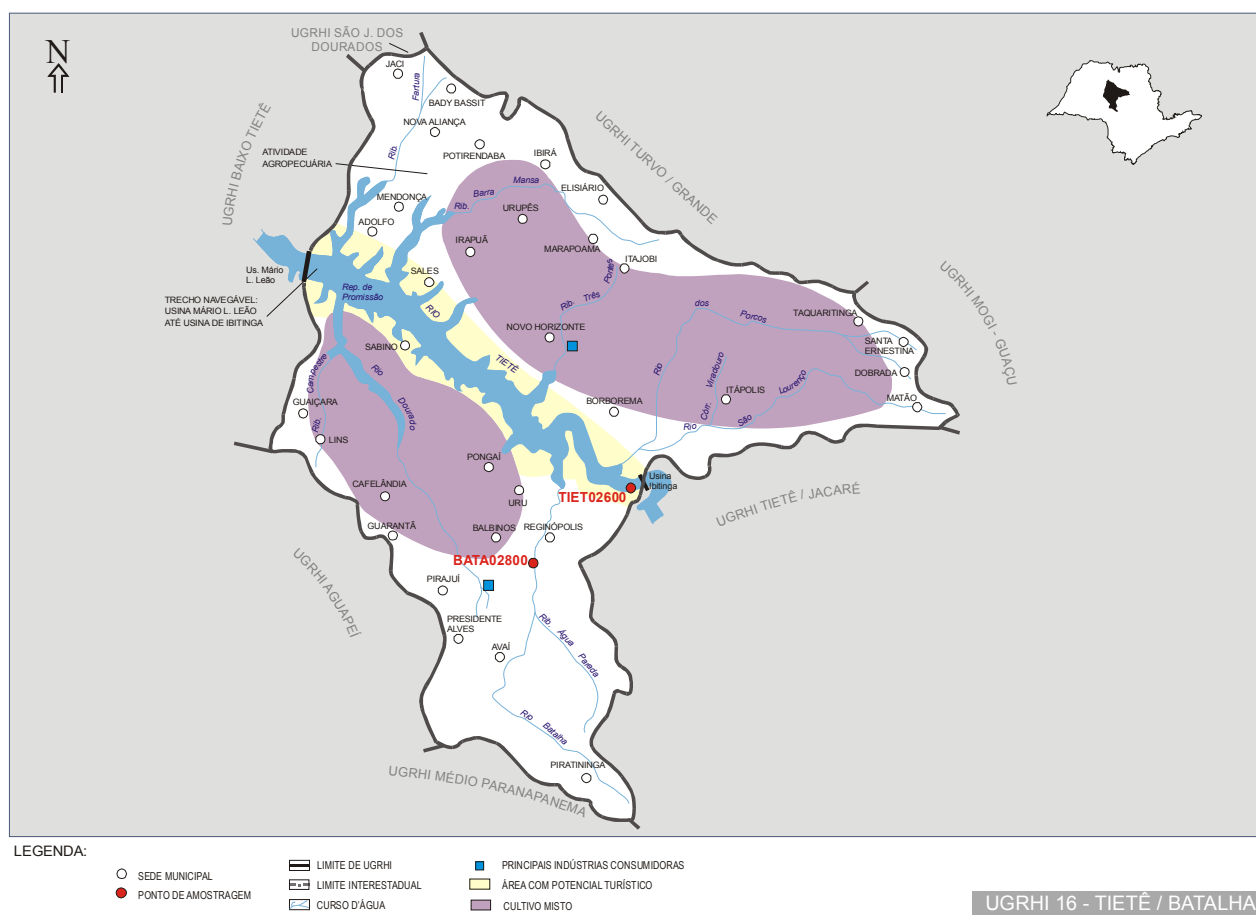 UGRHI SÃO J. DOS
DOURADOS
N
JACI
Rib. Fartura
BADY BASSIT
NOVA ALIANÇA
UGRHI BAIXO TIETÊ
UGRHI TURVO / GRANDE
ATIVIDADE
AGROPECUÁRIA
POTIRENDABA
IBIRÁ
Rib. Barra Mansa
ELISIÁRIO
MENDONÇA
URUPÊS
ADOLFO
IRAPUÃ
MARAPOAMA
ITAJOBI
Us. Mário
L. Leão
SALES
Rep. de
Promissão
TRECHO NAVEGÁVEL:
USINA MÁRIO L. LEÃO
ATÉ USINA DE IBITINGA
RIO TIETÊ
Rib. Três Pontes
UGRHI MOGI - GUAÇU
Rib dos Porcos
TAQUARITINGA
NOVO HORIZONTE
SANTA
ERNESTINA
SABINO
DOBRADA
Rib. Campestre
Rio Dourado
Córr. Viradouro
Rio São Lourenço
ITÁPOLIS
MATÃO
GUAIÇARA
BORBOREMA
LINS
PONGAÍ
Usina
Ibitinga
CAFELÂNDIA
URU
TIET02600
UGRHI TIETÊ / JACARÉ
GUARANTÃ
BALBINOS
REGINÓPOLIS
BATA02800
UGRHI AGUAPEÍ
PIRAJUÍ
PRESIDENTE
ALVES
Rib. Água Parada
AVAÍ
Rio Batalha
PIRATININGA
UGRHI MÉDIO PARANAPANEMA
LEGENDA:
SEDE MUNICIPAL
PONTO DE AMOSTRAGEM
LIMITE DE UGRHI
LIMITE INTERESTADUAL
CURSO D'ÁGUA
PRINCIPAIS INDÚSTRIAS CONSUMIDORAS
ÁREA COM POTENCIAL TURÍSTICO
CULTIVO MISTO
UGRHI 16 - TIETÊ / BATALHA